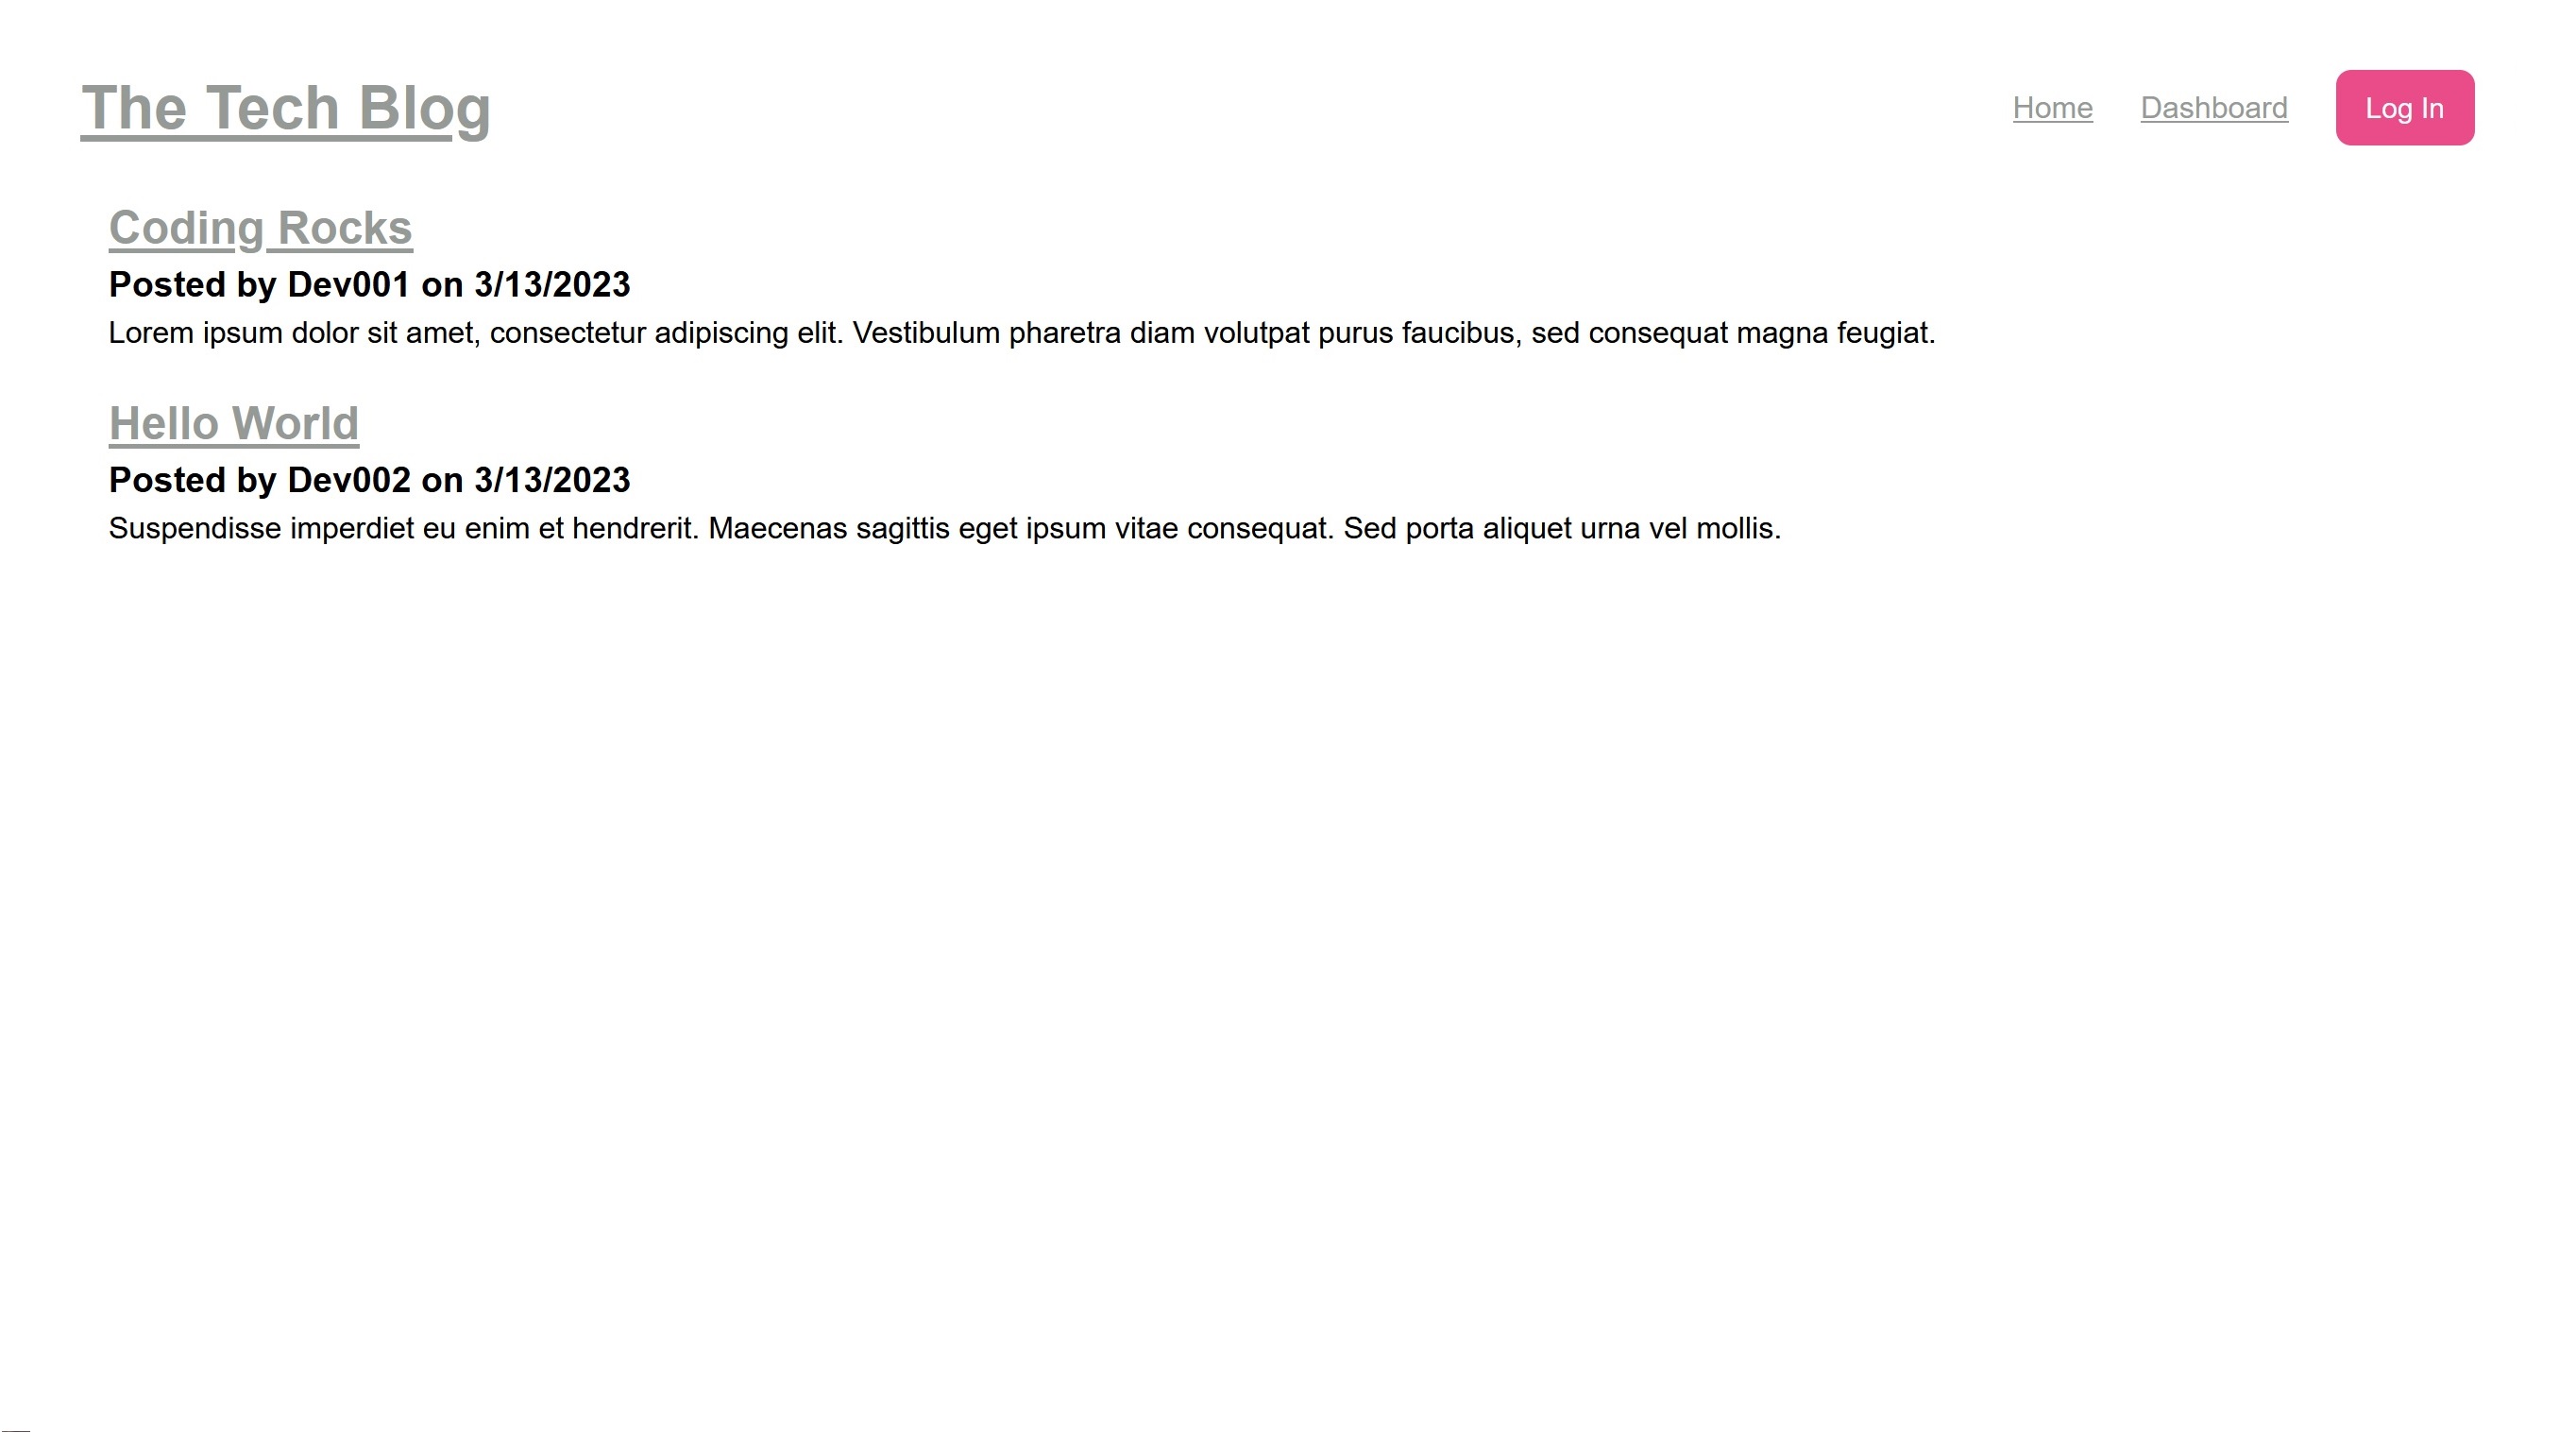 The Tech Blog
Home Dashboard Log In
Coding Rocks
Posted by Dev001 on 3/13/2023
Lorem ipsum dolor sit amet, consectetur adipiscing elit. Vestibulum pharetra diam volutpat purus faucibus, sed consequat magna feugiat.
Hello World
Posted by Dev002 on 3/13/2023
Suspendisse imperdiet eu enim et hendrerit. Maecenas sagittis eget ipsum vitae consequat. Sed porta aliquet urna vel mollis.